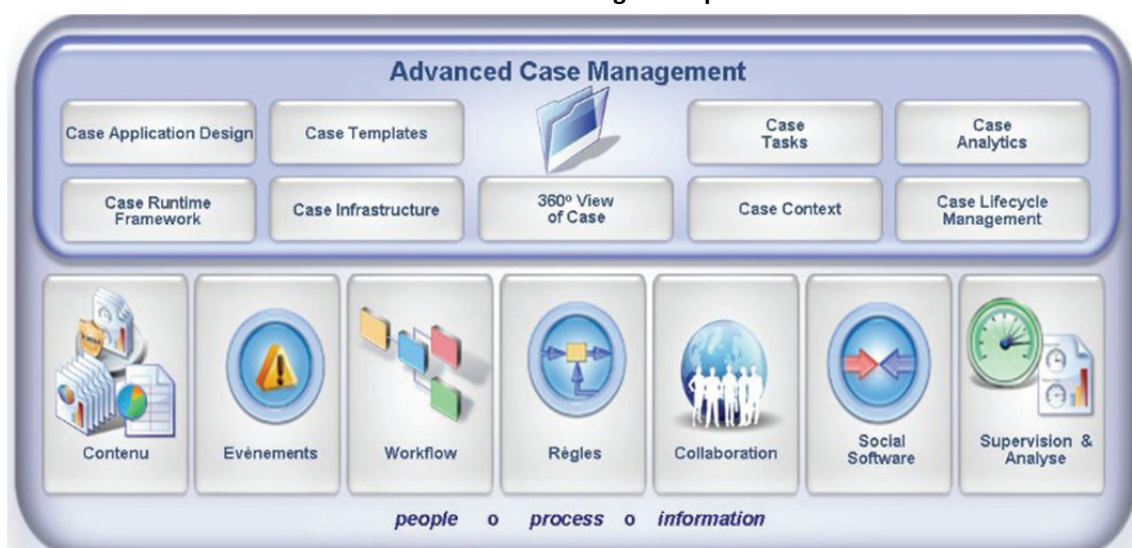 Advanced Case Management
Case Application Design
Case Templates
Case
Tasks
Case
Analytics
Case Runtime
Framework
Case Infrastructure
360º View
of Case
Case Context
Case Lifecycle
Management
Contenu
Evènements
Workflow
Règles
Collaboration
Social
Software
Supervision &
Analyse
people o process o information